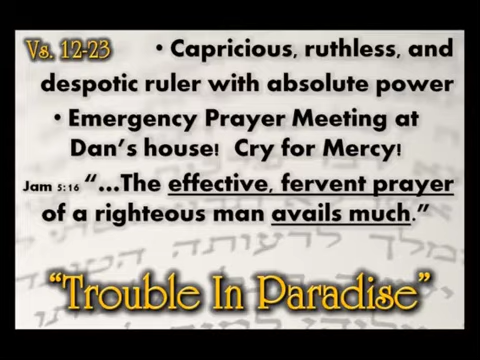 Vs. 12-23 • Capricious, ruthless, and
despotic ruler with absolute power
• Emergency Prayer Meeting at
Dan's house! Cry for Mercy!
Jam 5:16 "...The effective, fervent prayer
of a righteous man avails much."
"Trouble In Paradise"